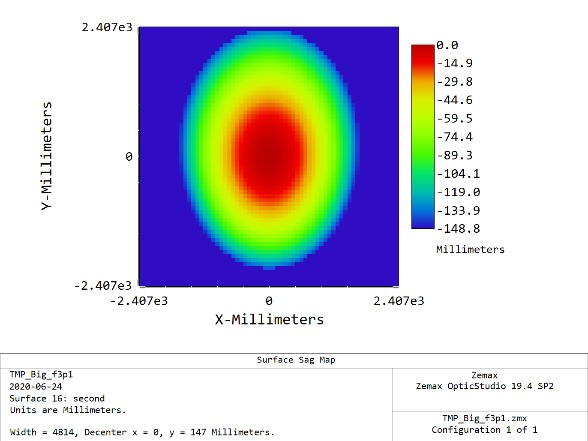 2.407e3
0
-2.407e3
Y-Millimeters
-2.407e3 0 2.407e3
X-Millimeters
0.0
-14.9
-29.8
-44.6
-59.5
-74.4
-89.3
-104.1
-119.0
-133.9
-148.8
Millimeters
Surface Sag Map
TMP_Big_f3p1
2020-06-24
Surface 16: second
Units are Millimeters.
Width = 4814, Decenter x = 0, y = 147 Millimeters.
Zemax
Zemax OpticStudio 19.4 SP2
TMP_Big_f3p1.zmx
Configuration 1 of 1